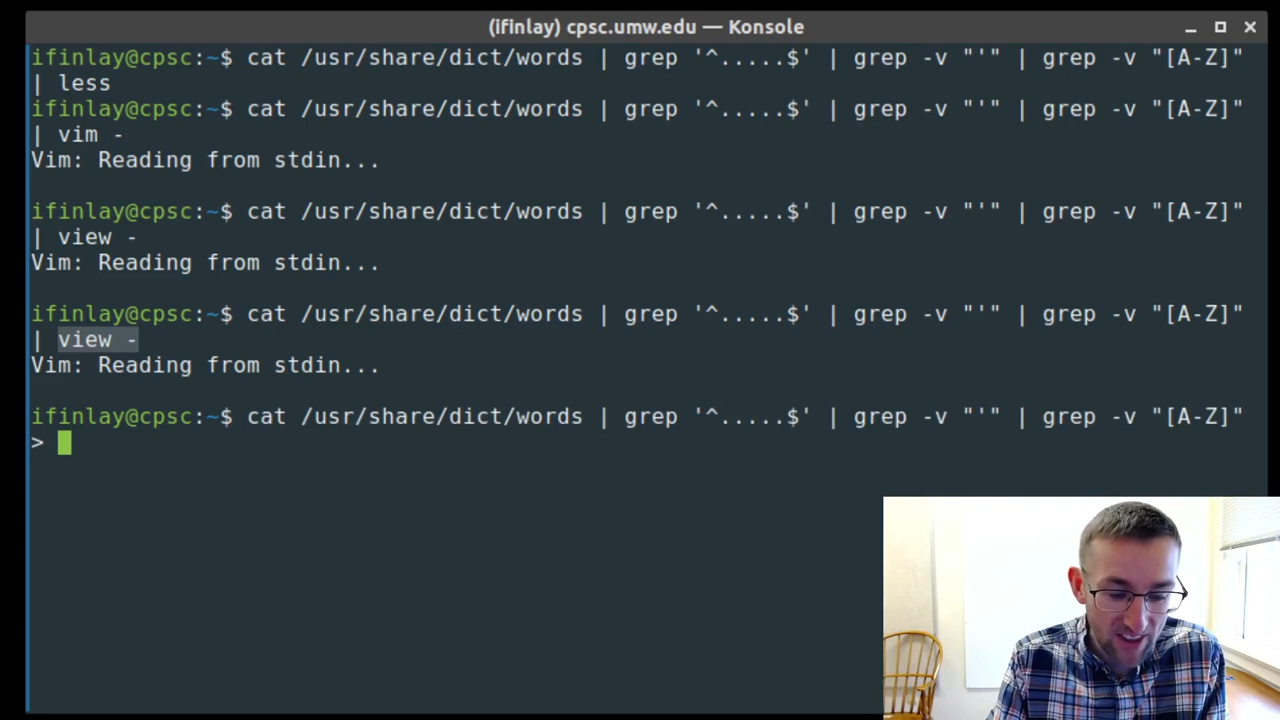 (ifinlay) cpsc.umw.edu — Konsole
ifinlay@cpsc:~$ cat /usr/share/dict/words | grep '^.....$' | grep -v "'" | grep -v "[A-Z]"
| less
ifinlay@cpsc:~$ cat /usr/share/dict/words | grep '^.....$' | grep -v "'" | grep -v "[A-Z]"
| vim -
Vim: Reading from stdin...
ifinlay@cpsc:~$ cat /usr/share/dict/words | grep '^.....$' | grep -v "'" | grep -v "[A-Z]"
| view -
Vim: Reading from stdin...
ifinlay@cpsc:~$ cat /usr/share/dict/words | grep '^.....$' | grep -v "'" | grep -v "[A-Z]"
| view -
Vim: Reading from stdin...
ifinlay@cpsc:~$ cat /usr/share/dict/words | grep '^.....$' | grep -v "'" | grep -v "[A-Z]"
>